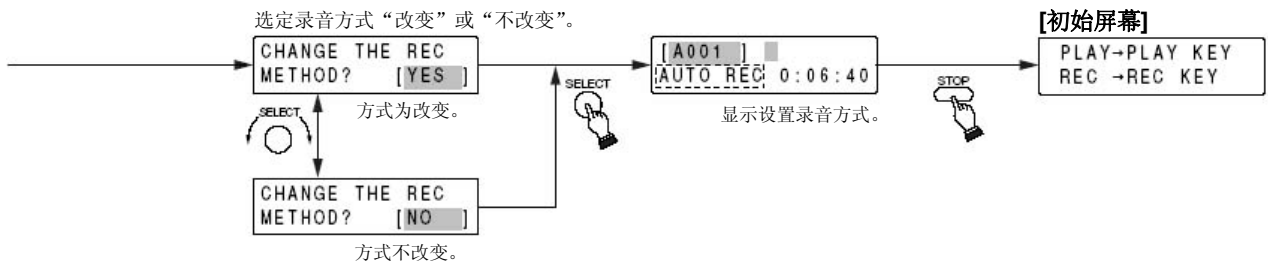 选定录音方式“改变”或“不改变”。
CHANGE THE REC
METHOD? [YES ]
方式为改变。
SELECT
CHANGE THE REC
METHOD? [NO ]
方式不改变。
SELECT
[A001 ]
AUTO REC 0:06:40
显示设置录音方式。
STOP
[初始屏幕]
PLAY→PLAY KEY
REC →REC KEY